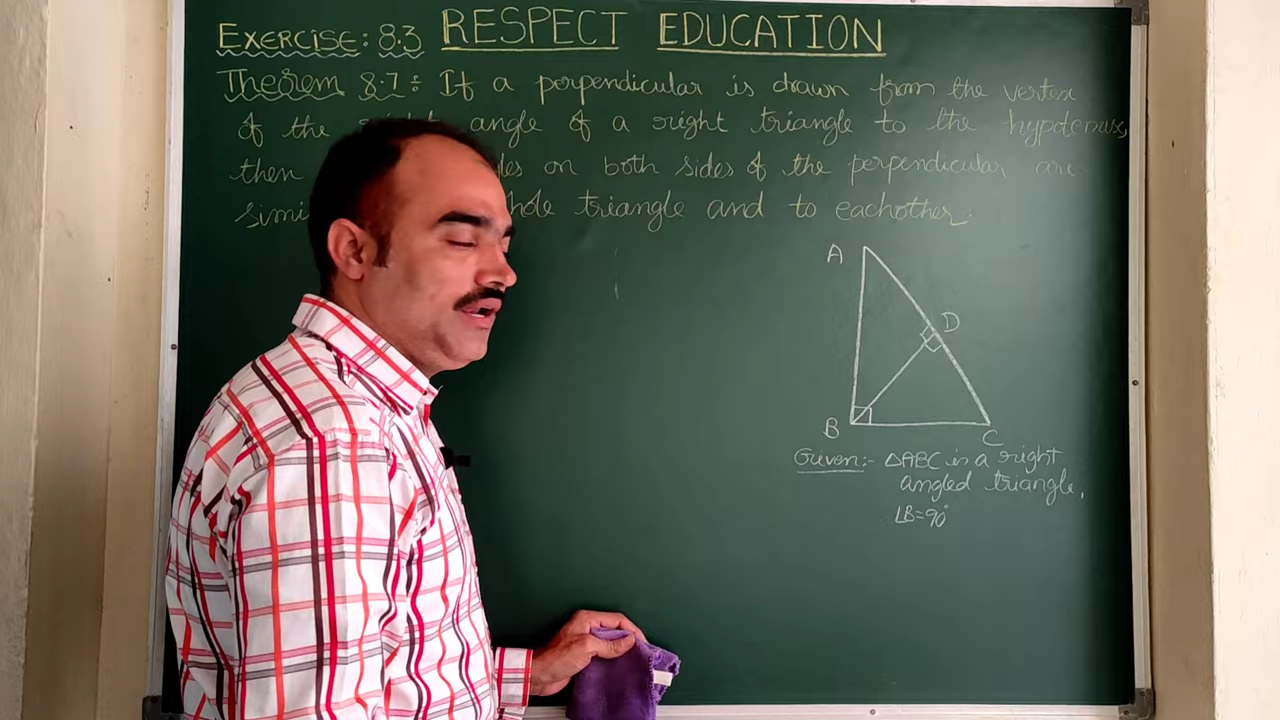 EXERCISE: 8.3 RESPECT EDUCATION
Theorem 8.7: If a perpendicular is drawn from the vertex
of the angle of a right triangle to the hypotenus,
then on both sides of the perpendicular are
triangle and to eachother.
A
D
B
C
Given:- △ABC is a right
angled triangle,
∠B=90°